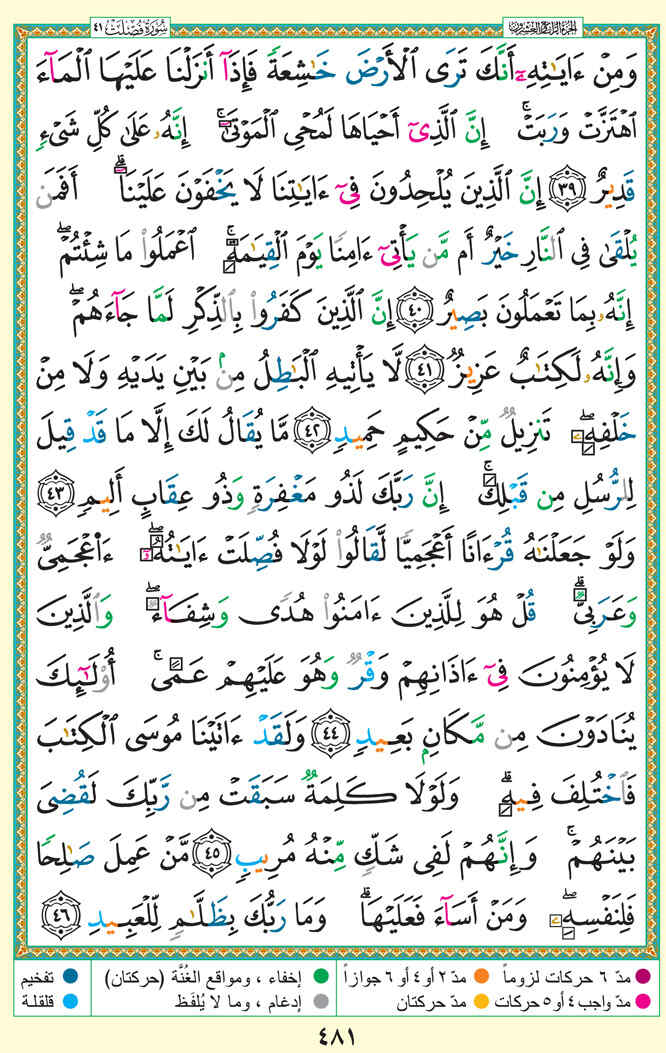 الجزء الرابع والعشرون
سورة فصلت ٤١
وَمِنْ ءَايَـٰتِهِۦٓ أَنَّكَ تَرَى ٱلْأَرْضَ خَـٰشِعَةً فَإِذَآ أَنزَلْنَا عَلَيْهَا ٱلْمَآءَ
ٱهْتَزَّتْ وَرَبَتْ ۚ إِنَّ ٱلَّذِىٓ أَحْيَاهَا لَمُحْىِ ٱلْمَوْتَىٰٓ ۚ إِنَّهُۥ عَلَىٰ كُلِّ شَىْءٍ
قَدِيرٌ ٣٩ إِنَّ ٱلَّذِينَ يُلْحِدُونَ فِىٓ ءَايَـٰتِنَا لَا يَخْفَوْنَ عَلَيْنَآ ۗ أَفَمَن
يُلْقَىٰ فِى ٱلنَّارِ خَيْرٌ أَم مَّن يَأْتِىٓ ءَامِنًا يَوْمَ ٱلْقِيَـٰمَةِ ۚ ٱعْمَلُوا۟ مَا شِئْتُمْ ۖ
إِنَّهُۥ بِمَا تَعْمَلُونَ بَصِيرٌ ٤٠ إِنَّ ٱلَّذِينَ كَفَرُوا۟ بِٱلذِّكْرِ لَمَّا جَآءَهُمْ ۖ
وَإِنَّهُۥ لَكِتَـٰبٌ عَزِيزٌ ٤١ لَّا يَأْتِيهِ ٱلْبَـٰطِلُ مِنۢ بَيْنِ يَدَيْهِ وَلَا مِنْ
خَلْفِهِۦ ۖ تَنزِيلٌ مِّنْ حَكِيمٍ حَمِيدٍ ٤٢ مَّا يُقَالُ لَكَ إِلَّا مَا قَدْ قِيلَ
لِلرُّسُلِ مِن قَبْلِكَ ۚ إِنَّ رَبَّكَ لَذُو مَغْفِرَةٍ وَذُو عِقَابٍ أَلِيمٍ ٤٣
وَلَوْ جَعَلْنَـٰهُ قُرْءَانًا أَعْجَمِيًّا لَّقَالُوا۟ لَوْلَا فُصِّلَتْ ءَايَـٰتُهُۥٓ ۖ ءَا۬عْجَمِىٌّ
وَعَرَبِىٌّ ۗ قُلْ هُوَ لِلَّذِينَ ءَامَنُوا۟ هُدًى وَشِفَآءٌ ۖ وَٱلَّذِينَ
لَا يُؤْمِنُونَ فِىٓ ءَاذَانِهِمْ وَقْرٌ وَهُوَ عَلَيْهِمْ عَمًى ۚ أُو۟لَـٰٓئِكَ
يُنَادَوْنَ مِن مَّكَانٍۭ بَعِيدٍ ٤٤ وَلَقَدْ ءَاتَيْنَا مُوسَى ٱلْكِتَـٰبَ
فَٱخْتُلِفَ فِيهِ ۗ وَلَوْلَا كَلِمَةٌ سَبَقَتْ مِن رَّبِّكَ لَقُضِىَ
بَيْنَهُمْ ۚ وَإِنَّهُمْ لَفِى شَكٍّ مِّنْهُ مُرِيبٍ ٤٥ مَّنْ عَمِلَ صَـٰلِحًا
فَلِنَفْسِهِۦ ۖ وَمَنْ أَسَآءَ فَعَلَيْهَا ۗ وَمَا رَبُّكَ بِظَلَّـٰمٍ لِّلْعَبِيدِ ٤٦
مدّ ٦ حركات لزوماً مدّ ٢ أو ٤ أو ٦ جوازاً إخفاء ، ومواقع الغُنَّة (حركتان) تفخيم
مدّ واجب ٤ أو ٥ حركات مدّ حركتان إدغام ، وما لا يُلفَظ قلقلة
٤٨١